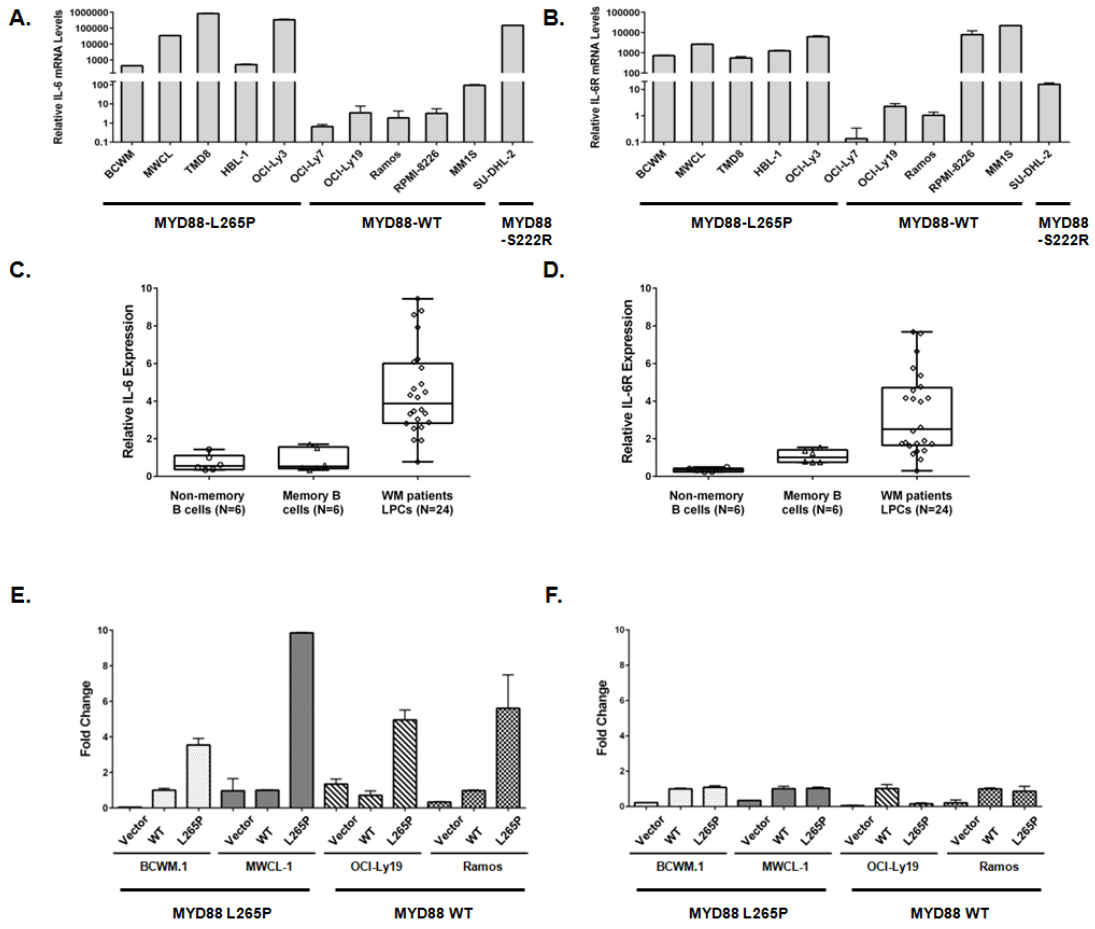 A.
Relative IL-6 mRNA Levels
1000000
100000
10000
1000
100
10
1
0.1
BCWM
MWCL
TMD8
HBL-1
OCI-Ly3
OCI-Ly7
OCI-Ly19
Ramos
RPMI-8226
MM1S
SU-DHL-2
MYD88-L265P
MYD88-WT
MYD88
-S222R
B.
Relative IL-6R mRNA Levels
100000
10000
1000
100
10
1
0.1
BCWM
MWCL
TMD8
HBL-1
OCI-Ly3
OCI-Ly7
OCI-Ly19
Ramos
RPMI-8226
MM1S
SU-DHL-2
MYD88-L265P
MYD88-WT
MYD88
-S222R
C.
Relative IL-6 Expression
10
8
6
4
2
0
Non-memory
B cells (N=6)
Memory B
cells (N=6)
WM patients
LPCs (N=24)
D.
Relative IL-6R Expression
10
8
6
4
2
0
Non-memory
B cells (N=6)
Memory B
cells (N=6)
WM patients
LPCs (N=24)
E.
Fold Change
10
8
6
4
2
0
Vector
WT
L265P
Vector
WT
L265P
Vector
WT
L265P
Vector
WT
L265P
BCWM.1
MWCL-1
OCI-Ly19
Ramos
MYD88 L265P
MYD88 WT
F.
Fold Change
10
8
6
4
2
0
Vector
WT
L265P
Vector
WT
L265P
Vector
WT
L265P
Vector
WT
L265P
BCWM.1
MWCL-1
OCI-Ly19
Ramos
MYD88 L265P
MYD88 WT